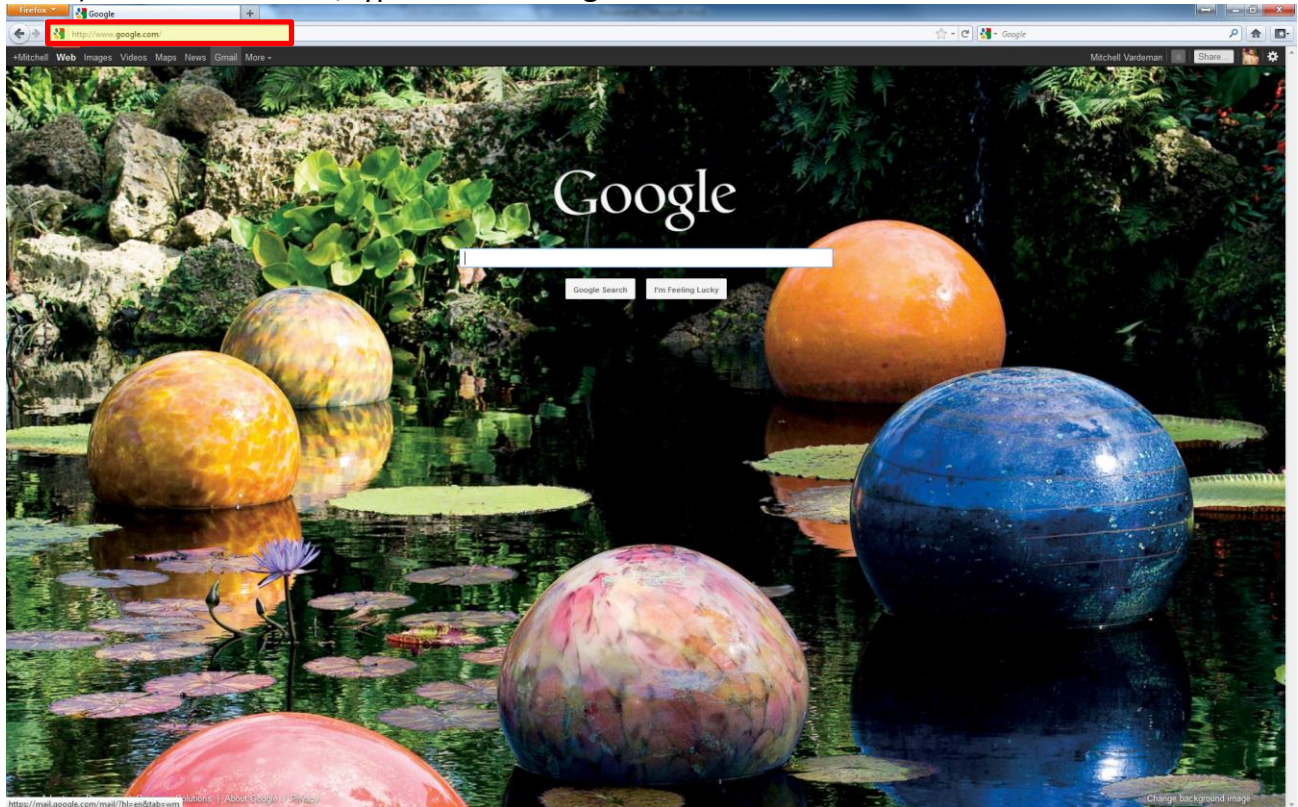 Firefox
Google
+
http://www.google.com/
Google
+Mitchell Web Images Videos Maps News Gmail More
Mitchell Vardeman
Share...
Google
Google Search
I'm Feeling Lucky
Solutions | About Google | Privacy
Change background image
https://mail.google.com/mail/?hl=en&tab=wm